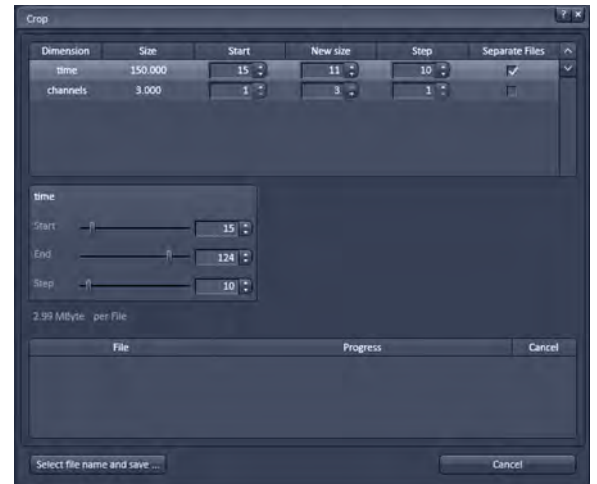 Crop ? ×
Dimension Size Start New size Step Separate Files
time 150.000 15 11 10
channels 3.000 1 3 1
time
Start 15
End 124
Step 10
2.99 MByte per File
File Progress Cancel
Select file name and save ... Cancel